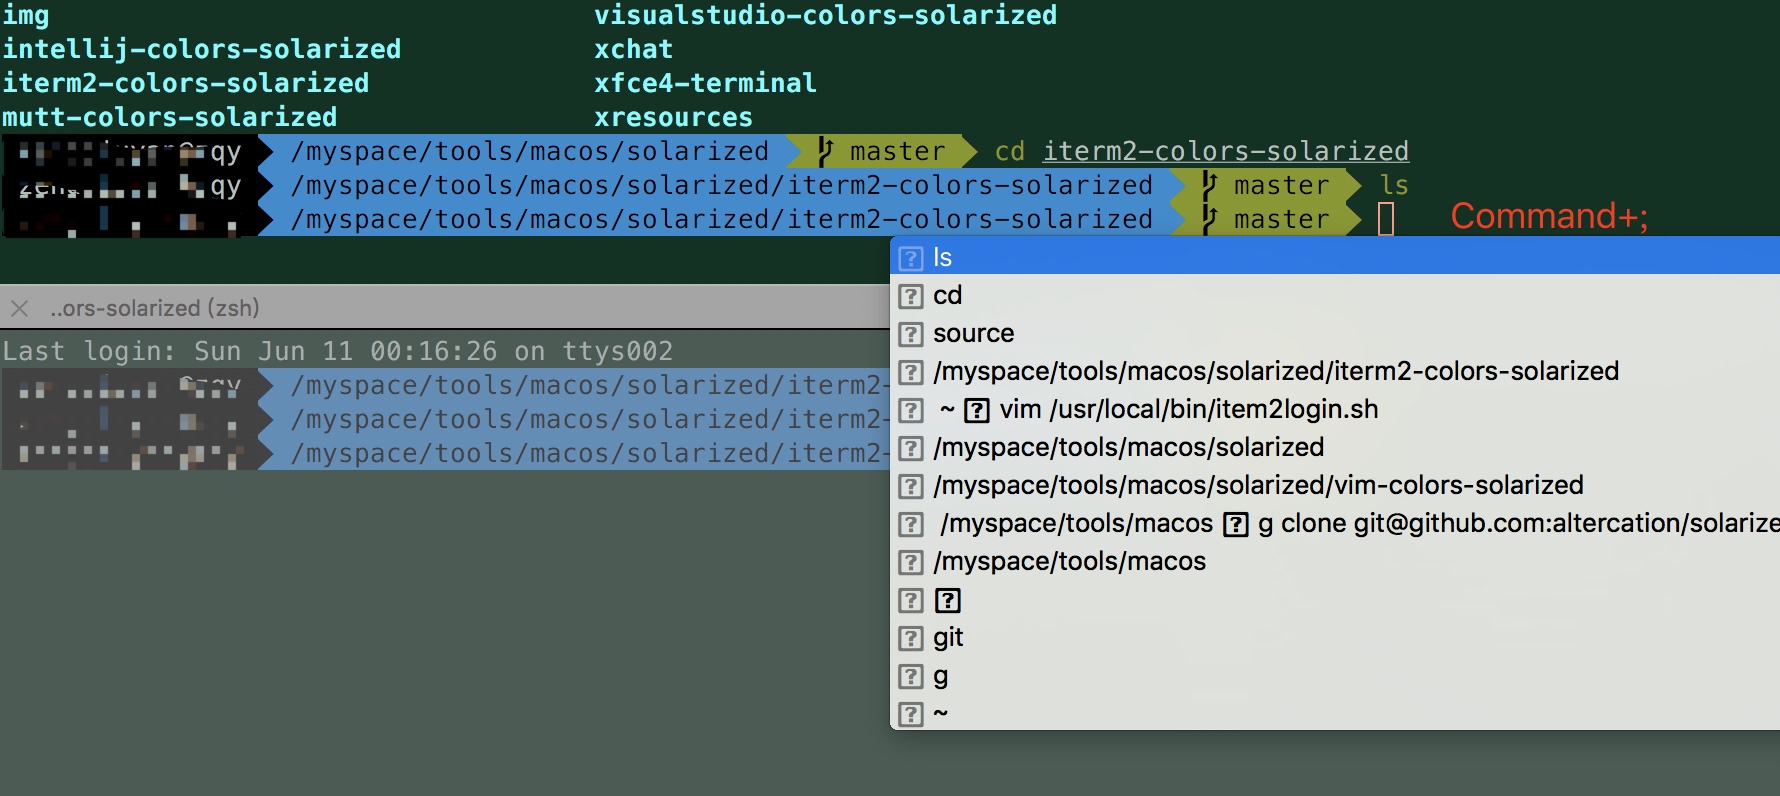 img visualstudio-colors-solarized
intellij-colors-solarized xchat
iterm2-colors-solarized xfce4-terminal
mutt-colors-solarized xresources
qy /myspace/tools/macos/solarized master cd iterm2-colors-solarized
qy /myspace/tools/macos/solarized/iterm2-colors-solarized master ls
/myspace/tools/macos/solarized/iterm2-colors-solarized master Command+;
ls
cd
source
/myspace/tools/macos/solarized/iterm2-colors-solarized
~ vim /usr/local/bin/item2login.sh
/myspace/tools/macos/solarized
/myspace/tools/macos/solarized/vim-colors-solarized
/myspace/tools/macos g clone git@github.com:altercation/solarize
/myspace/tools/macos
git
g
~
..ors-solarized (zsh)
Last login: Sun Jun 11 00:16:26 on ttys002
/myspace/tools/macos/solarized/iterm2-
/myspace/tools/macos/solarized/iterm2-
/myspace/tools/macos/solarized/iterm2-